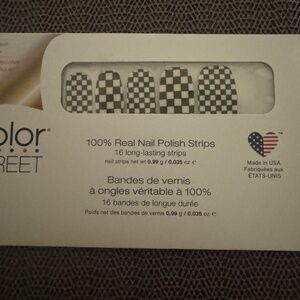 olor
REET
100% Real Nail Polish Strips
16 long-lasting strips
nail strips net wt 0.99 g / 0.035 oz e
Made in USA
Fabriquées aux
ÉTATS-UNIS
Bandes de vernis
à ongles véritable à 100%
16 bandes de longue durée
Poids net des bandes de vernis 0.99 g / 0.035 oz e